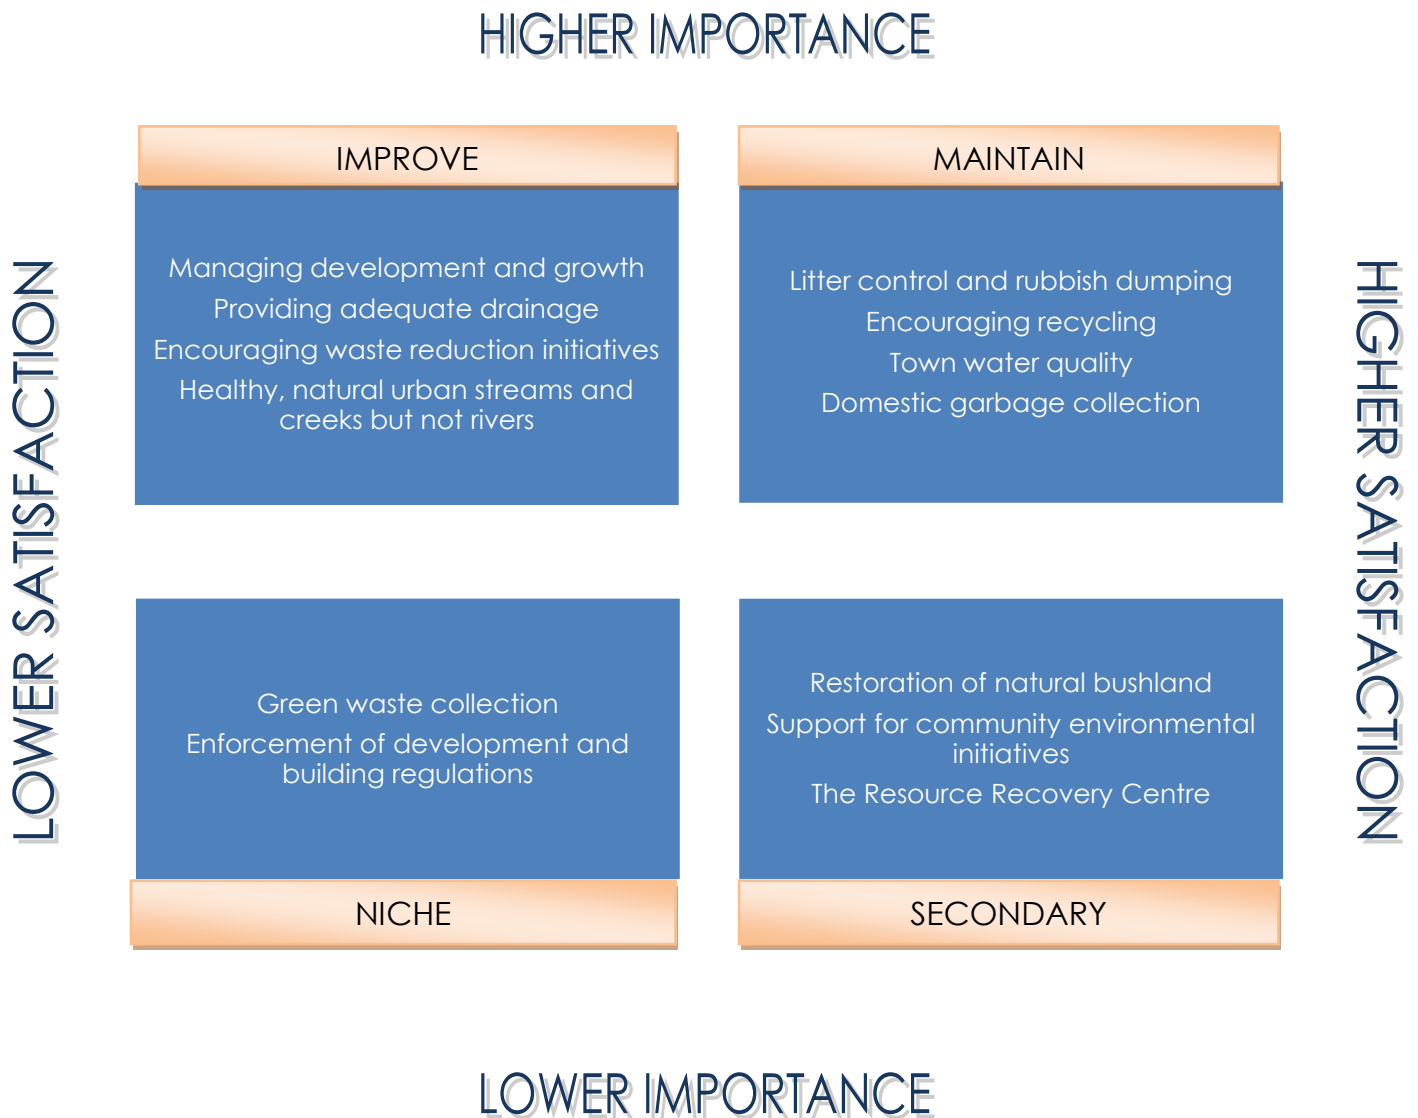 HIGHER IMPORTANCE
IMPROVE
Managing development and growth
Providing adequate drainage
Encouraging waste reduction initiatives
Healthy, natural urban streams and
creeks but not rivers
MAINTAIN
Litter control and rubbish dumping
Encouraging recycling
Town water quality
Domestic garbage collection
LOWER SATISFACTION
HIGHER SATISFACTION
Green waste collection
Enforcement of development and
building regulations
NICHE
Restoration of natural bushland
Support for community environmental
initiatives
The Resource Recovery Centre
SECONDARY
LOWER IMPORTANCE